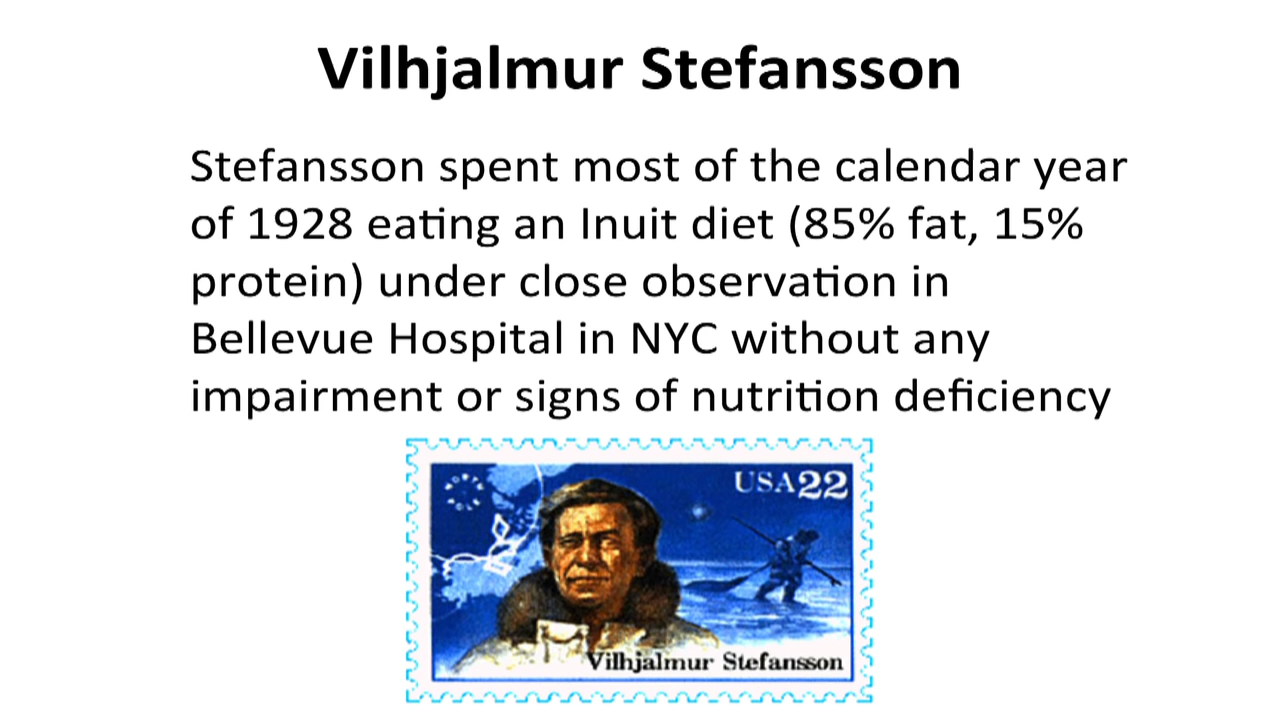 Vilhjalmur Stefansson
Stefansson spent most of the calendar year
of 1928 eating an Inuit diet (85% fat, 15%
protein) under close observation in
Bellevue Hospital in NYC without any
impairment or signs of nutrition deficiency
USA22
NORTH
POLE
Vilhjalmur Stefansson